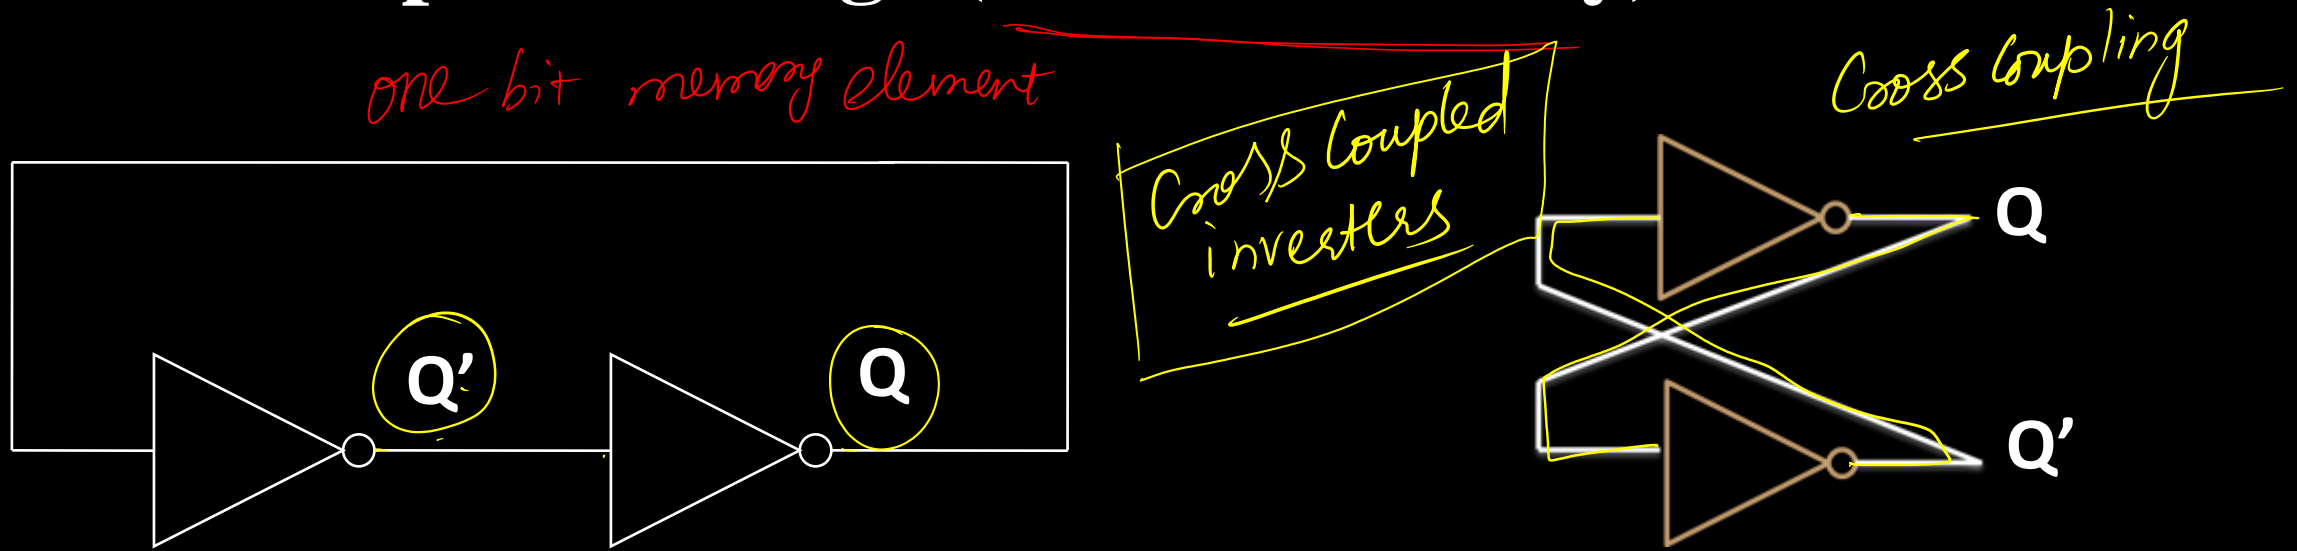 one bit memory element
Cross Coupling
Cross Coupled
inverters
Q
Q'
Q
Q'